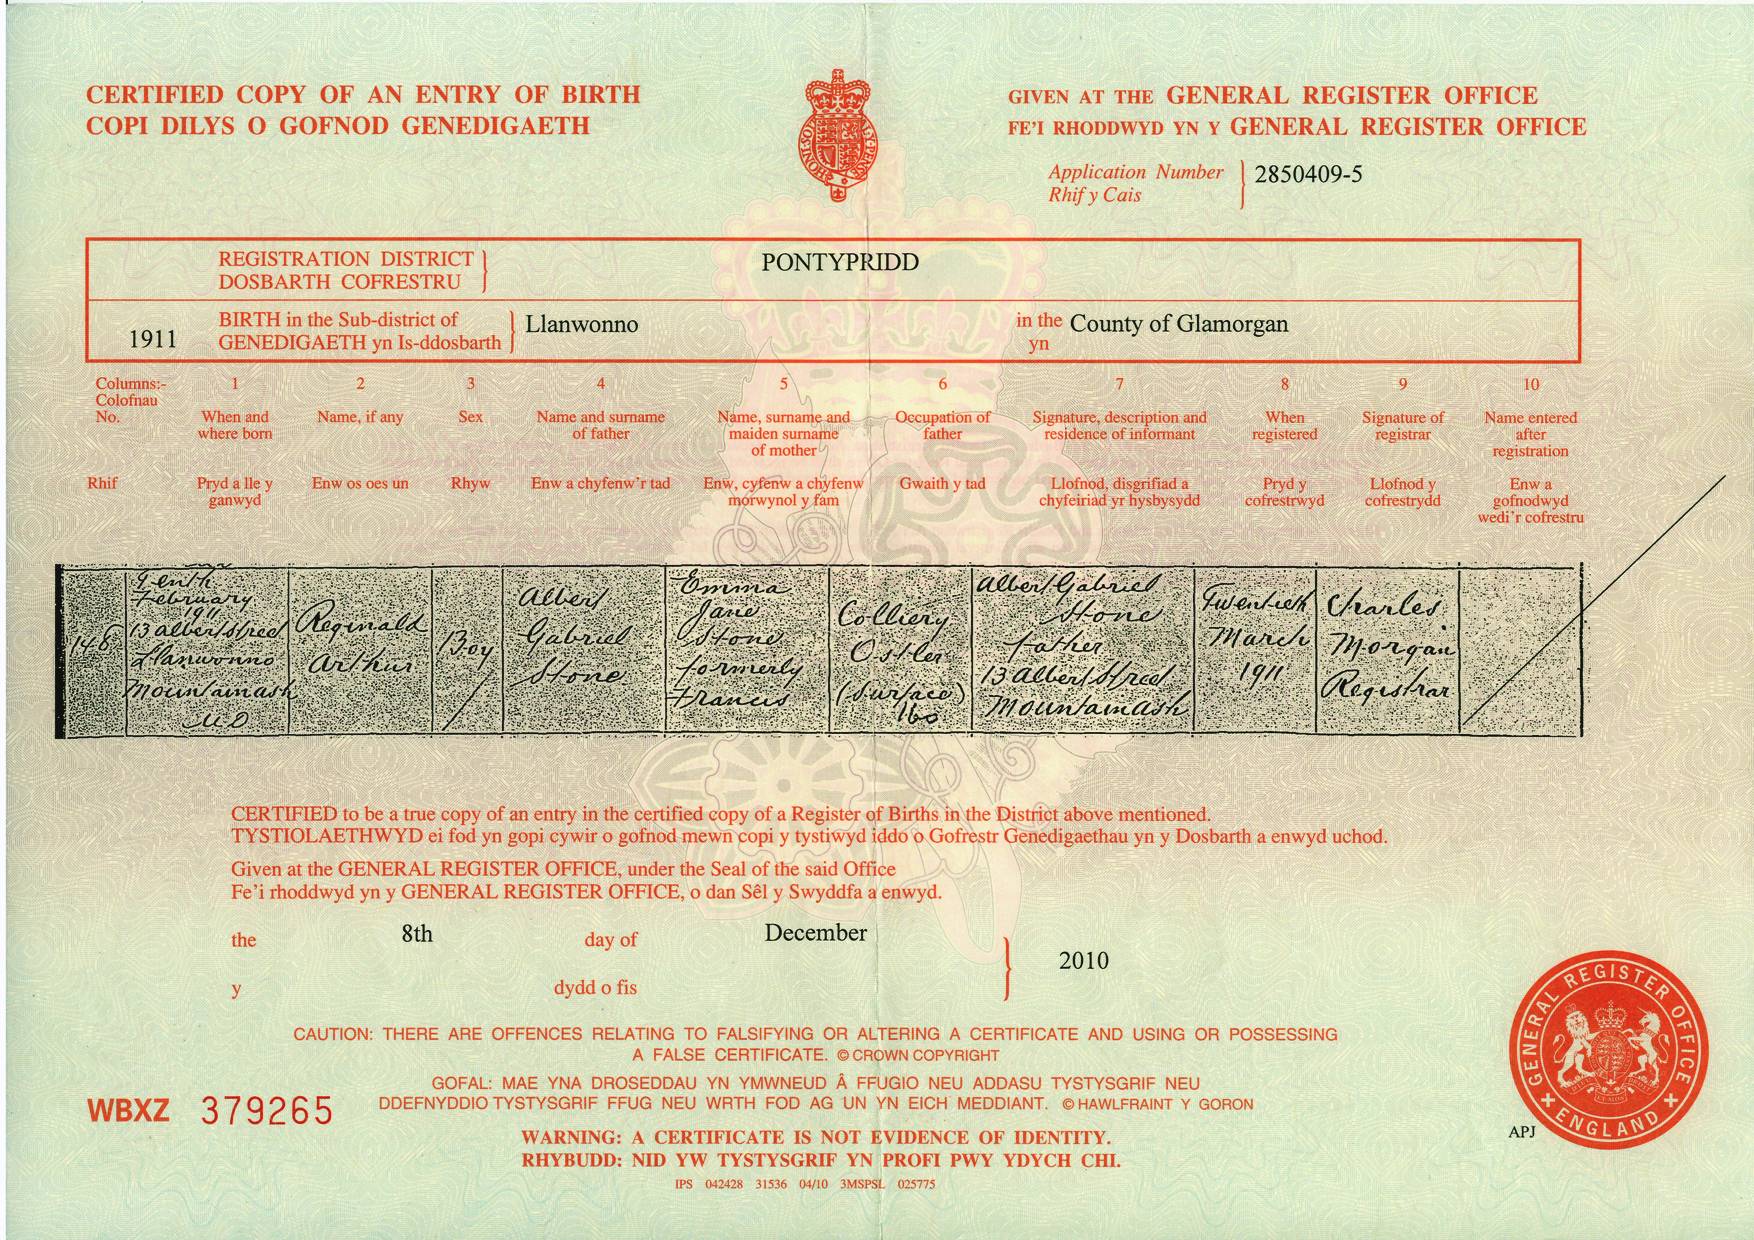 CERTIFIED COPY OF AN ENTRY OF BIRTH
COPI DILYS O GOFNOD GENEDIGAETH
GIVEN AT THE GENERAL REGISTER OFFICE
FE'I RHODDWYD YN Y GENERAL REGISTER OFFICE
Application Number
Rhif y Cais
2850409-5
REGISTRATION DISTRICT
DOSBARTH COFRESTRU
PONTYPRIDD
1911
BIRTH in the Sub-district of
GENEDIGAETH yn Is-ddosbarth
Llanwonno
in the
yn
County of Glamorgan
Columns:-
Colofnau
No.
Rhif
1
When and
where born
Pryd a lle y
ganwyd
2
Name, if any
Enw os oes un
3
Sex
Rhyw
4
Name and surname
of father
Enw a chyfenw'r tad
5
Name, surname and
maiden surname
of mother
Enw, cyfenw a chyfenw
morwynol y fam
6
Occupation of
father
Gwaith y tad
7
Signature, description and
residence of informant
Llofnod, disgrifiad a
chyfeiriad yr hysbysydd
8
When
registered
Pryd y
cofrestrwyd
9
Signature of
registrar
Llofnod y
cofrestrydd
10
Name entered
after
registration
Enw a
gofnodwyd
wedi'r cofrestru
148
Tenth
February
1911
13 Albert Street
Llanwonno
Mountainash
UD
Reginald
Arthur
Boy
Albert
Gabriel
Stone
Emma
Jane
Stone
formerly
Francis
Colliery
Ostler
(Surface)
Albert Gabriel
Stone
father
13 Albert Street
Mountainash
Twentieth
March
1911
Charles
Morgan
Registrar
CERTIFIED to be a true copy of an entry in the certified copy of a Register of Births in the District above mentioned.
TYSTIOLAETHWYD ei fod yn gopi cywir o gofnod mewn copi y tystiwyd iddo o Gofrestr Genedigaethau yn y Dosbarth a enwyd uchod.
Given at the GENERAL REGISTER OFFICE, under the Seal of the said Office
Fe'i rhoddwyd yn y GENERAL REGISTER OFFICE, o dan Sêl y Swyddfa a enwyd.
the 8th day of December 2010
y dydd o fis
CAUTION: THERE ARE OFFENCES RELATING TO FALSIFYING OR ALTERING A CERTIFICATE AND USING OR POSSESSING
A FALSE CERTIFICATE. © CROWN COPYRIGHT
GOFAL: MAE YNA DROSEDDAU YN YMWNEUD Â FFUGIO NEU ADDASU TYSTYSGRIF NEU
DDEFNYDDIO TYSTYSGRIF FFUG NEU WRTH FOD AG UN YN EICH MEDDIANT. © HAWLFRAINT Y GORON
WBXZ 379265
WARNING: A CERTIFICATE IS NOT EVIDENCE OF IDENTITY.
RHYBUDD: NID YW TYSTYSGRIF YN PROFI PWY YDYCH CHI.
IPS 042428 31536 04/10 3MSPSL 025775
APJ
GENERAL REGISTER OFFICE
ENGLAND